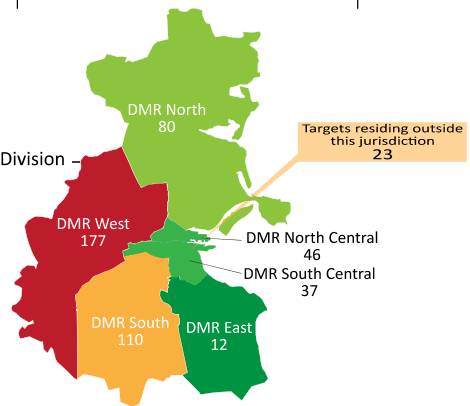 DMR North
80
Targets residing outside
this jurisdiction
23
Division
DMR West
177
DMR North Central
46
DMR South Central
37
DMR South
110
DMR East
12